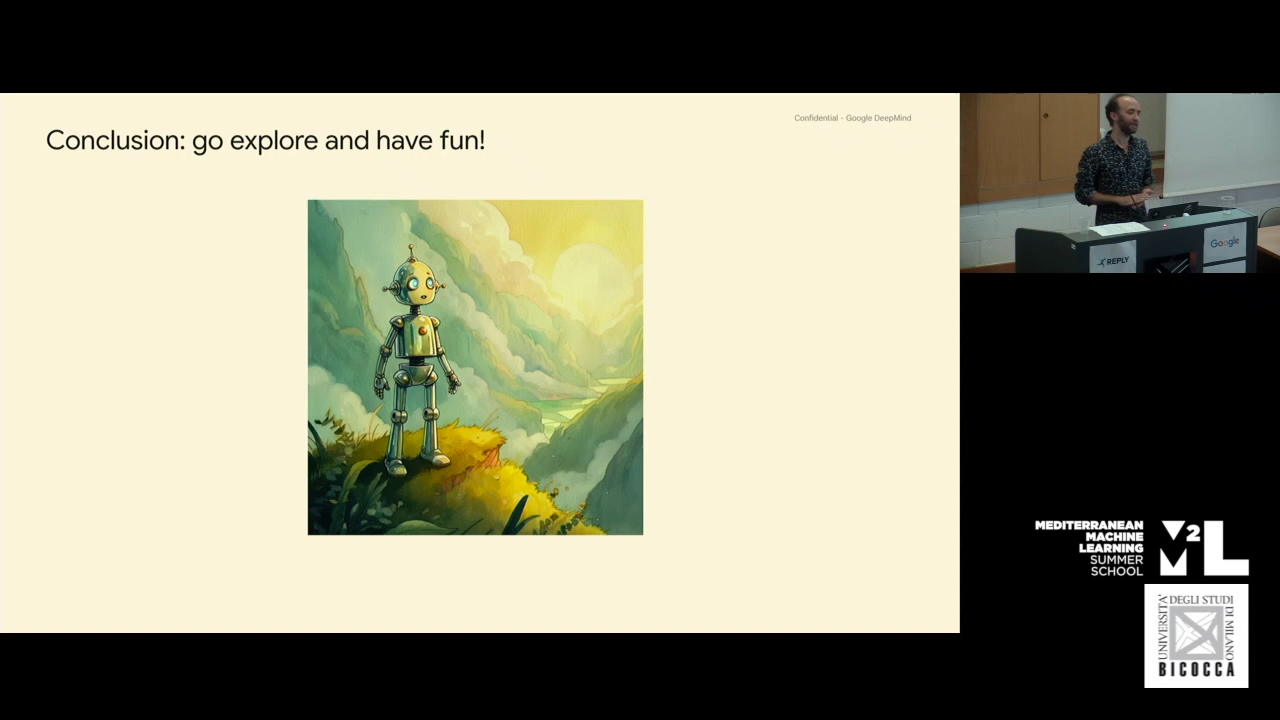 Confidential - Google DeepMind
Conclusion: go explore and have fun!
REPLY
Google
MEDITERRANEAN
MACHINE
LEARNING
SUMMER
SCHOOL
M2L
UNIVERSITA'
DEGLI STUDI
DI MILANO
BICOCCA